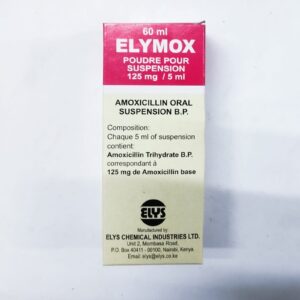 60 ml
ELYMOX
POUDRE POUR
SUSPENSION
125 mg / 5 ml
AMOXICILLIN ORAL
SUSPENSION B.P.
Composition:
Chaque 5 ml of suspension
contient:
Amoxicillin Trihydrate B.P.
correspondant à
125 mg de Amoxicillin base
ELYS
Manufactured by
ELYS CHEMICAL INDUSTRIES LTD.
Unit 2, Mombasa Road,
P.O. Box 40411 - 00100, Nairobi, Kenya.
Email: elys@elys.co.ke